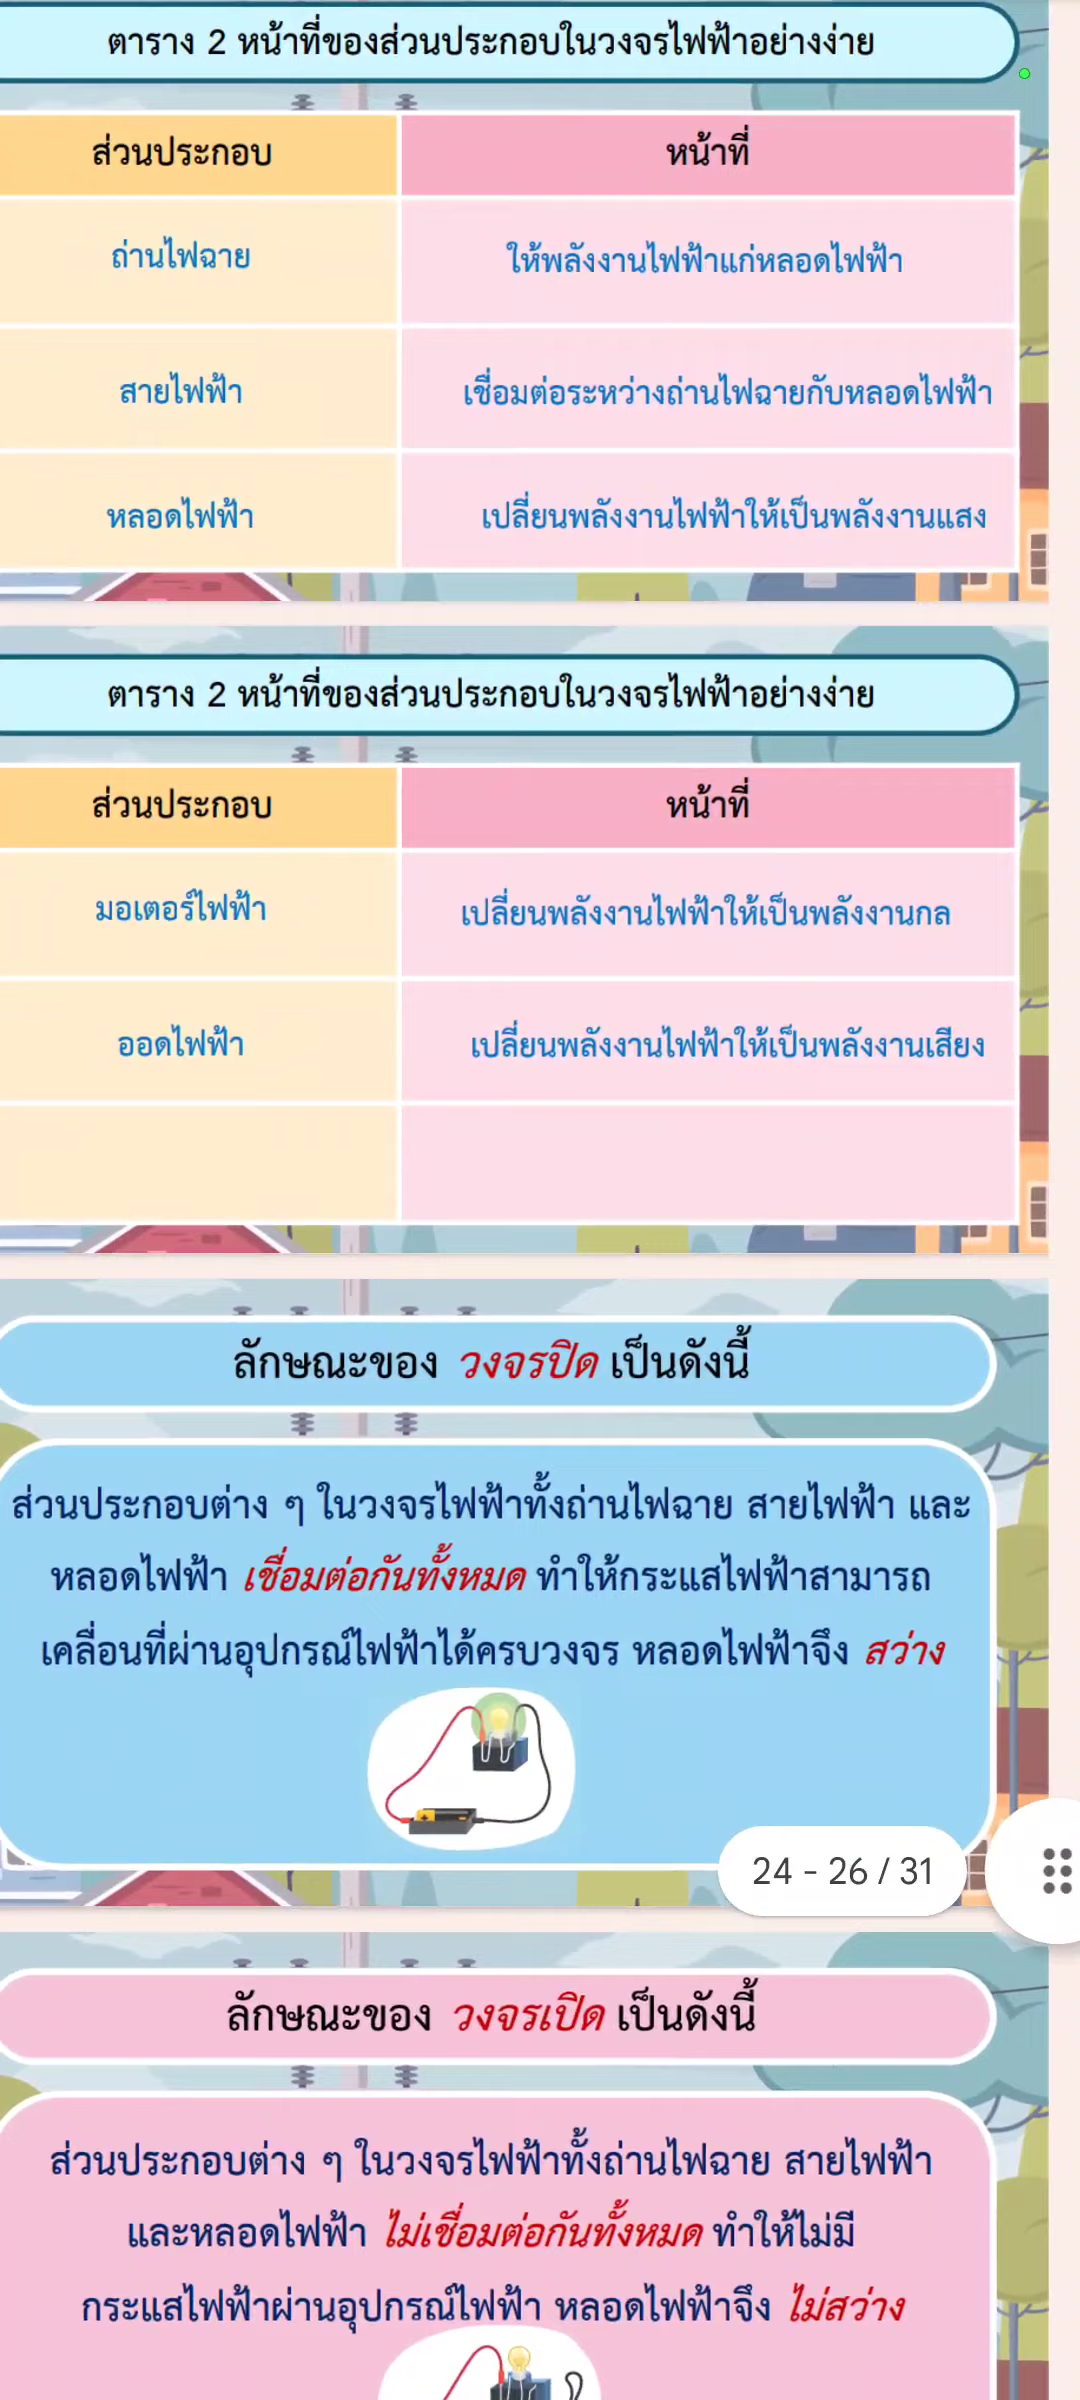 ตาราง 2 หน้าที่ของส่วนประกอบในวงจรไฟฟ้าอย่างง่าย
ส่วนประกอบ หน้าที่
ถ่านไฟฉาย ให้พลังงานไฟฟ้าแก่หลอดไฟฟ้า
สายไฟฟ้า เชื่อมต่อระหว่างถ่านไฟฉายกับหลอดไฟฟ้า
หลอดไฟฟ้า เปลี่ยนพลังงานไฟฟ้าให้เป็นพลังงานแสง
ตาราง 2 หน้าที่ของส่วนประกอบในวงจรไฟฟ้าอย่างง่าย
ส่วนประกอบ หน้าที่
มอเตอร์ไฟฟ้า เปลี่ยนพลังงานไฟฟ้าให้เป็นพลังงานกล
ออดไฟฟ้า เปลี่ยนพลังงานไฟฟ้าให้เป็นพลังงานเสียง
ลักษณะของ วงจรปิด เป็นดังนี้
ส่วนประกอบต่าง ๆ ในวงจรไฟฟ้าทั้งถ่านไฟฉาย สายไฟฟ้า และ
หลอดไฟฟ้า เชื่อมต่อกันทั้งหมด ทำให้กระแสไฟฟ้าสามารถ
เคลื่อนที่ผ่านอุปกรณ์ไฟฟ้าได้ครบวงจร หลอดไฟฟ้าจึง สว่าง
24 - 26 / 31
ลักษณะของ วงจรเปิด เป็นดังนี้
ส่วนประกอบต่าง ๆ ในวงจรไฟฟ้าทั้งถ่านไฟฉาย สายไฟฟ้า
และหลอดไฟฟ้า ไม่เชื่อมต่อกันทั้งหมด ทำให้ไม่มี
กระแสไฟฟ้าผ่านอุปกรณ์ไฟฟ้า หลอดไฟฟ้าจึง ไม่สว่าง